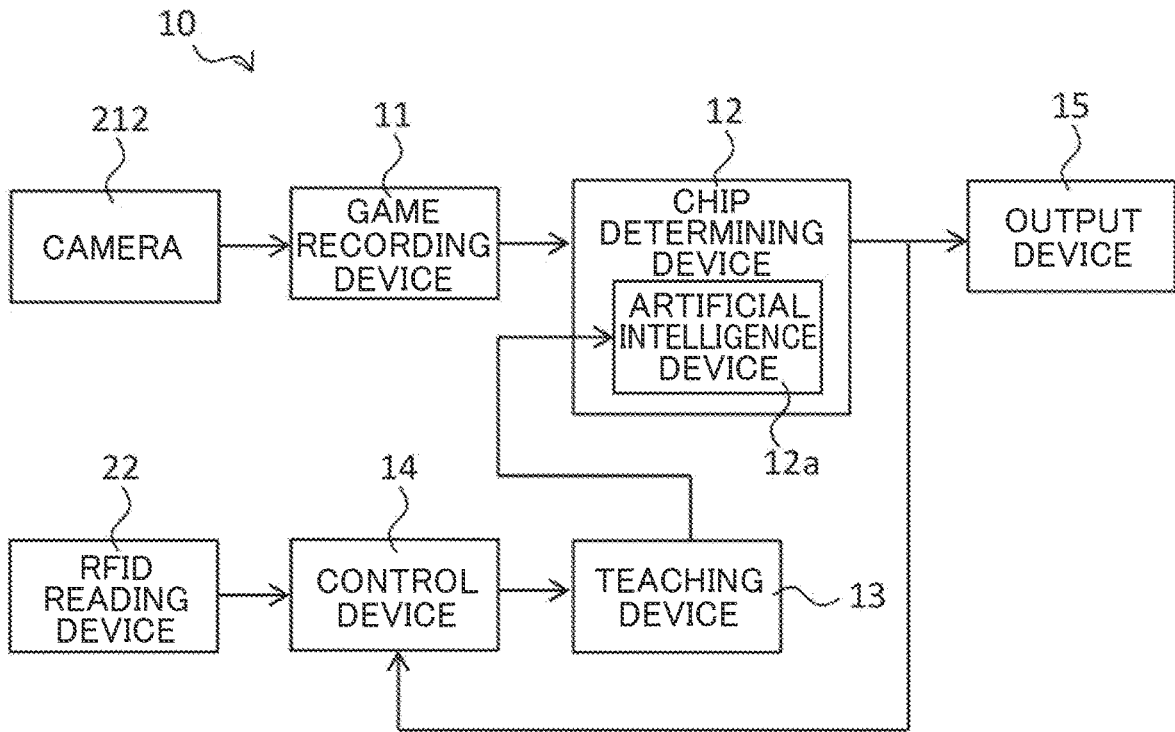 10
212
CAMERA
11
GAME
RECORDING
DEVICE
12
CHIP
DETERMINING
DEVICE
ARTIFICIAL
INTELLIGENCE
DEVICE
12a
15
OUTPUT
DEVICE
22
RFID
READING
DEVICE
14
CONTROL
DEVICE
TEACHING
DEVICE
13